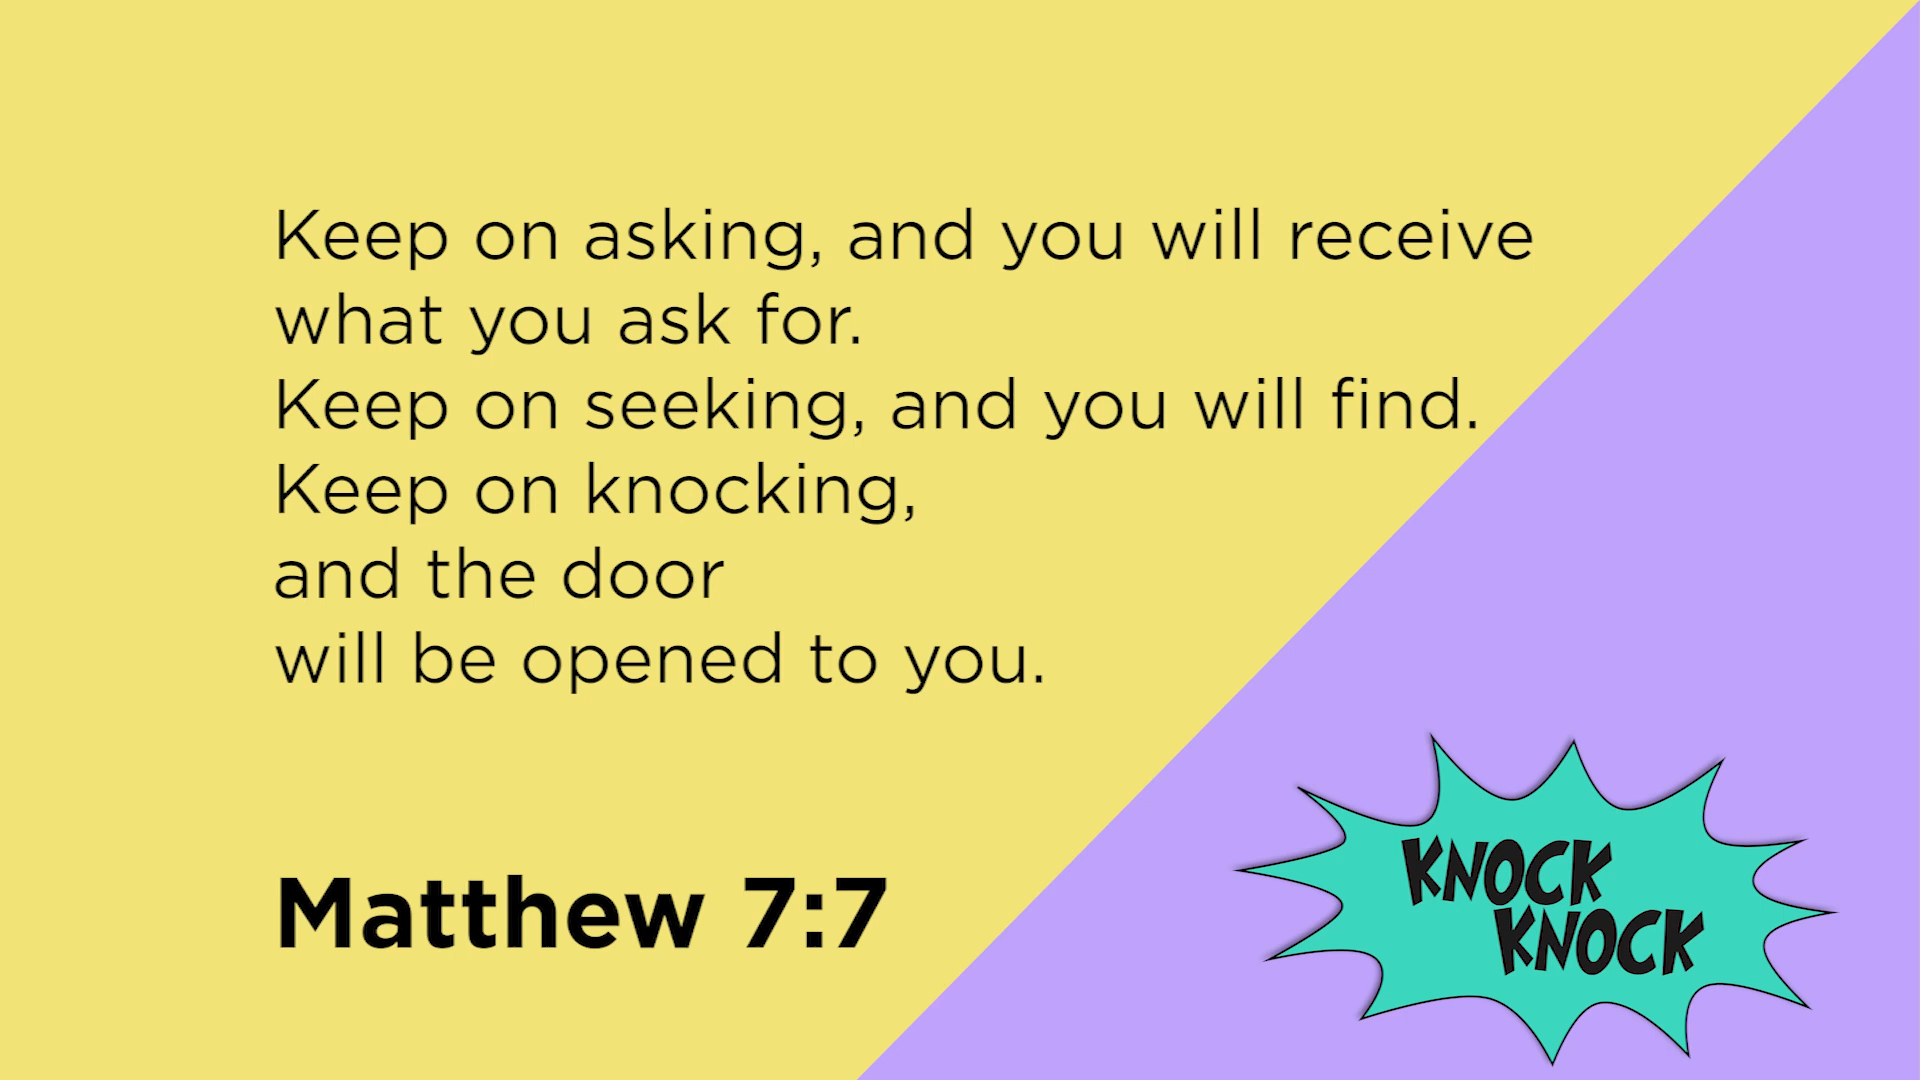 Keep on asking, and you will receive
what you ask for.
Keep on seeking, and you will find.
Keep on knocking,
and the door
will be opened to you.
Matthew 7:7
KNOCK
KNOCK